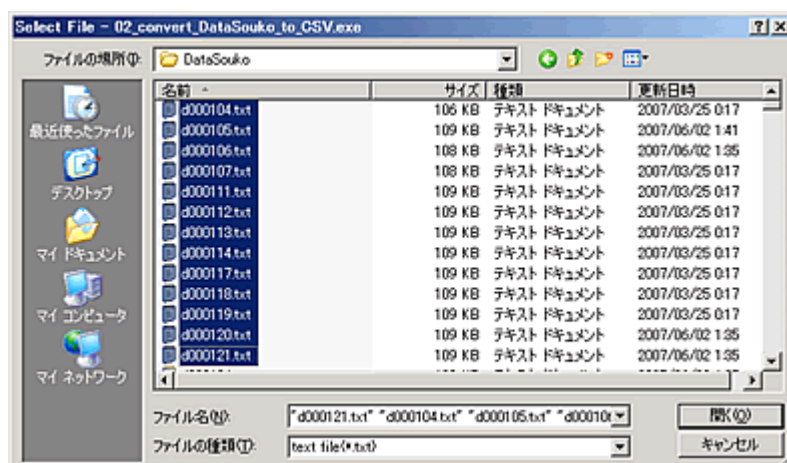 Select File - 02_convert_DataSouko_to_CSV.exe
ファイルの場所(I):
DataSouko
最近使ったファイル
デスクトップ
マイ ドキュメント
マイ コンピュータ
マイ ネットワーク
名前 サイズ 種類 更新日時
d000104.txt 106 KB テキスト ドキュメント 2007/03/25 0:17
d000105.txt 109 KB テキスト ドキュメント 2007/06/02 1:41
d000106.txt 108 KB テキスト ドキュメント 2007/06/02 1:35
d000107.txt 108 KB テキスト ドキュメント 2007/03/25 0:17
d000111.txt 109 KB テキスト ドキュメント 2007/03/25 0:17
d000112.txt 109 KB テキスト ドキュメント 2007/03/25 0:17
d000113.txt 109 KB テキスト ドキュメント 2007/03/25 0:17
d000114.txt 109 KB テキスト ドキュメント 2007/03/25 0:17
d000117.txt 109 KB テキスト ドキュメント 2007/03/25 0:17
d000118.txt 109 KB テキスト ドキュメント 2007/03/25 0:17
d000119.txt 109 KB テキスト ドキュメント 2007/03/25 0:17
d000120.txt 109 KB テキスト ドキュメント 2007/06/02 1:35
d000121.txt 109 KB テキスト ドキュメント 2007/06/02 1:35
ファイル名(N): "d000121.txt" "d000104.txt" "d000105.txt" "d00010 開く(O)
ファイルの種類(T): text file(*.txt) キャンセル